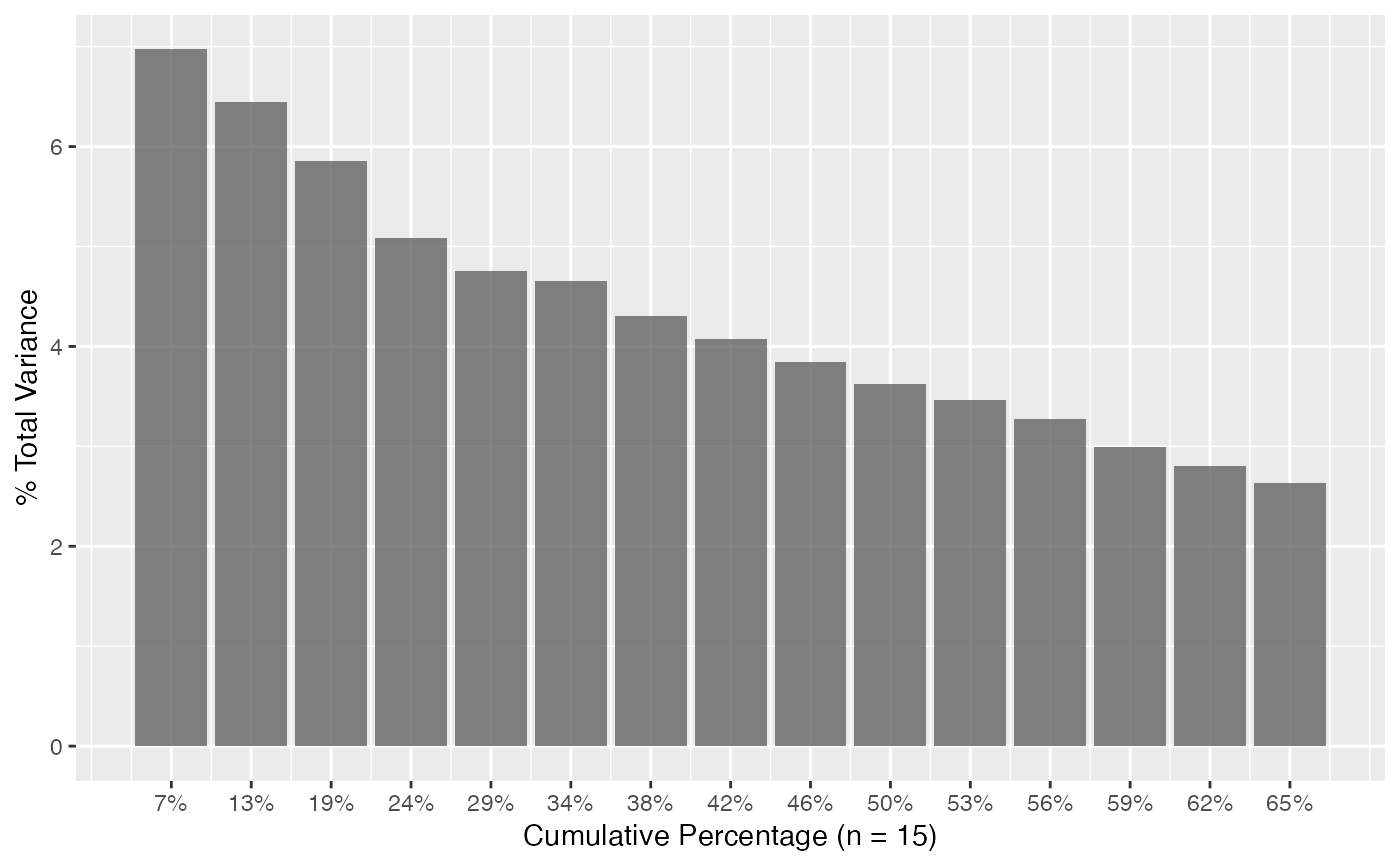 % Total Variance
6
4
2
0
7% 13% 19% 24% 29% 34% 38% 42% 46% 50% 53% 56% 59% 62% 65%
Cumulative Percentage (n = 15)